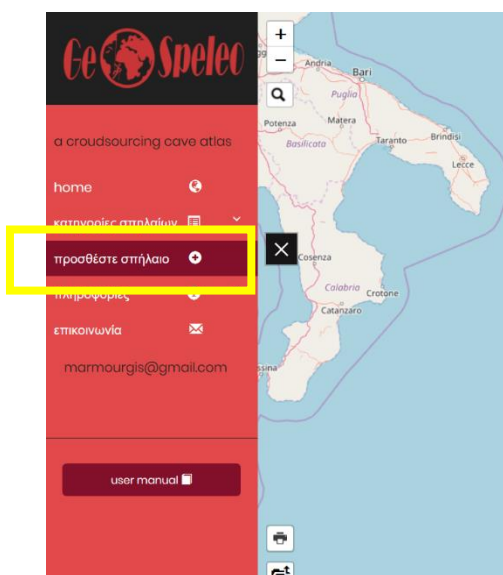 GeoSpeleo
a croudsourcing cave atlas
home
κατηγορίες σπηλαίων
προσθέστε σπήλαιο
πληροφορίες
επικοινωνία
marmourgis@gmail.com
user manual
+
−
Andria
Bari
Puglia
Potenza
Matera
Basilicata
Taranto
Brindisi
Lecce
Cosenza
Calabria
Crotone
Catanzaro